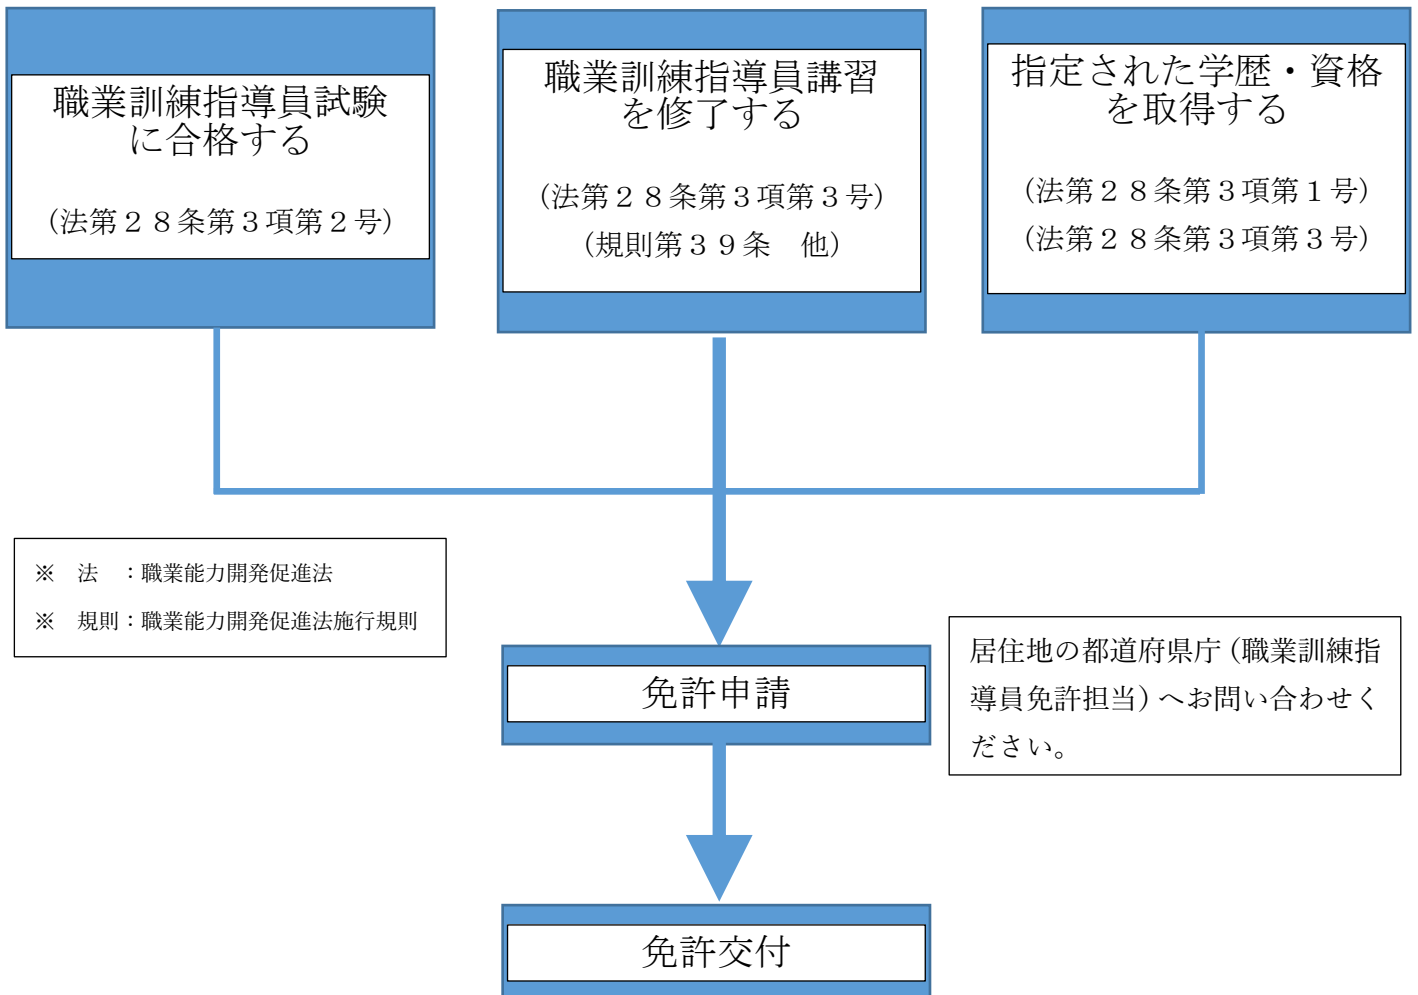 職業訓練指導員試験
に合格する
(法第２８条第３項第２号)
職業訓練指導員講習
を修了する
(法第２８条第３項第３号)
(規則第３９条　他)
指定された学歴・資格
を取得する
(法第２８条第３項第１号)
(法第２８条第３項第３号)
※　法　：職業能力開発促進法
※　規則：職業能力開発促進法施行規則
免許申請
居住地の都道府県庁(職業訓練指
導員免許担当)へお問い合わせく
ださい。
免許交付